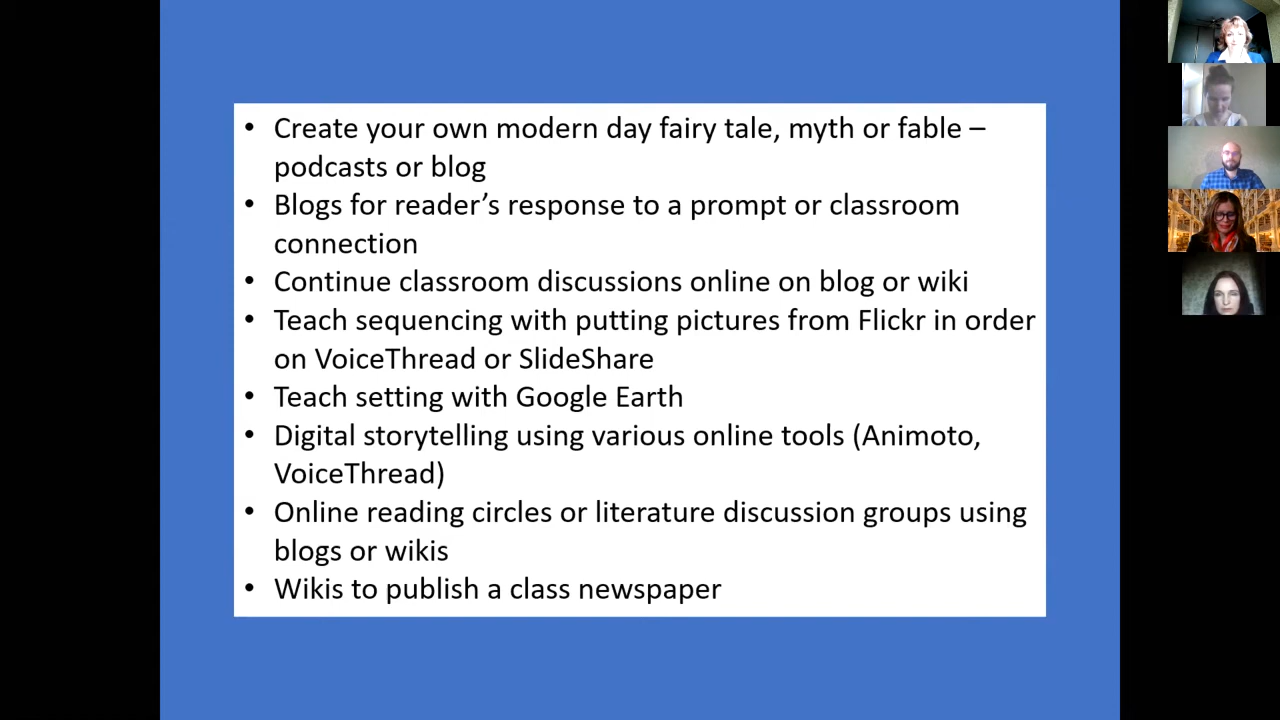 • Create your own modern day fairy tale, myth or fable –
podcasts or blog
• Blogs for reader’s response to a prompt or classroom
connection
• Continue classroom discussions online on blog or wiki
• Teach sequencing with putting pictures from Flickr in order
on VoiceThread or SlideShare
• Teach setting with Google Earth
• Digital storytelling using various online tools (Animoto,
VoiceThread)
• Online reading circles or literature discussion groups using
blogs or wikis
• Wikis to publish a class newspaper